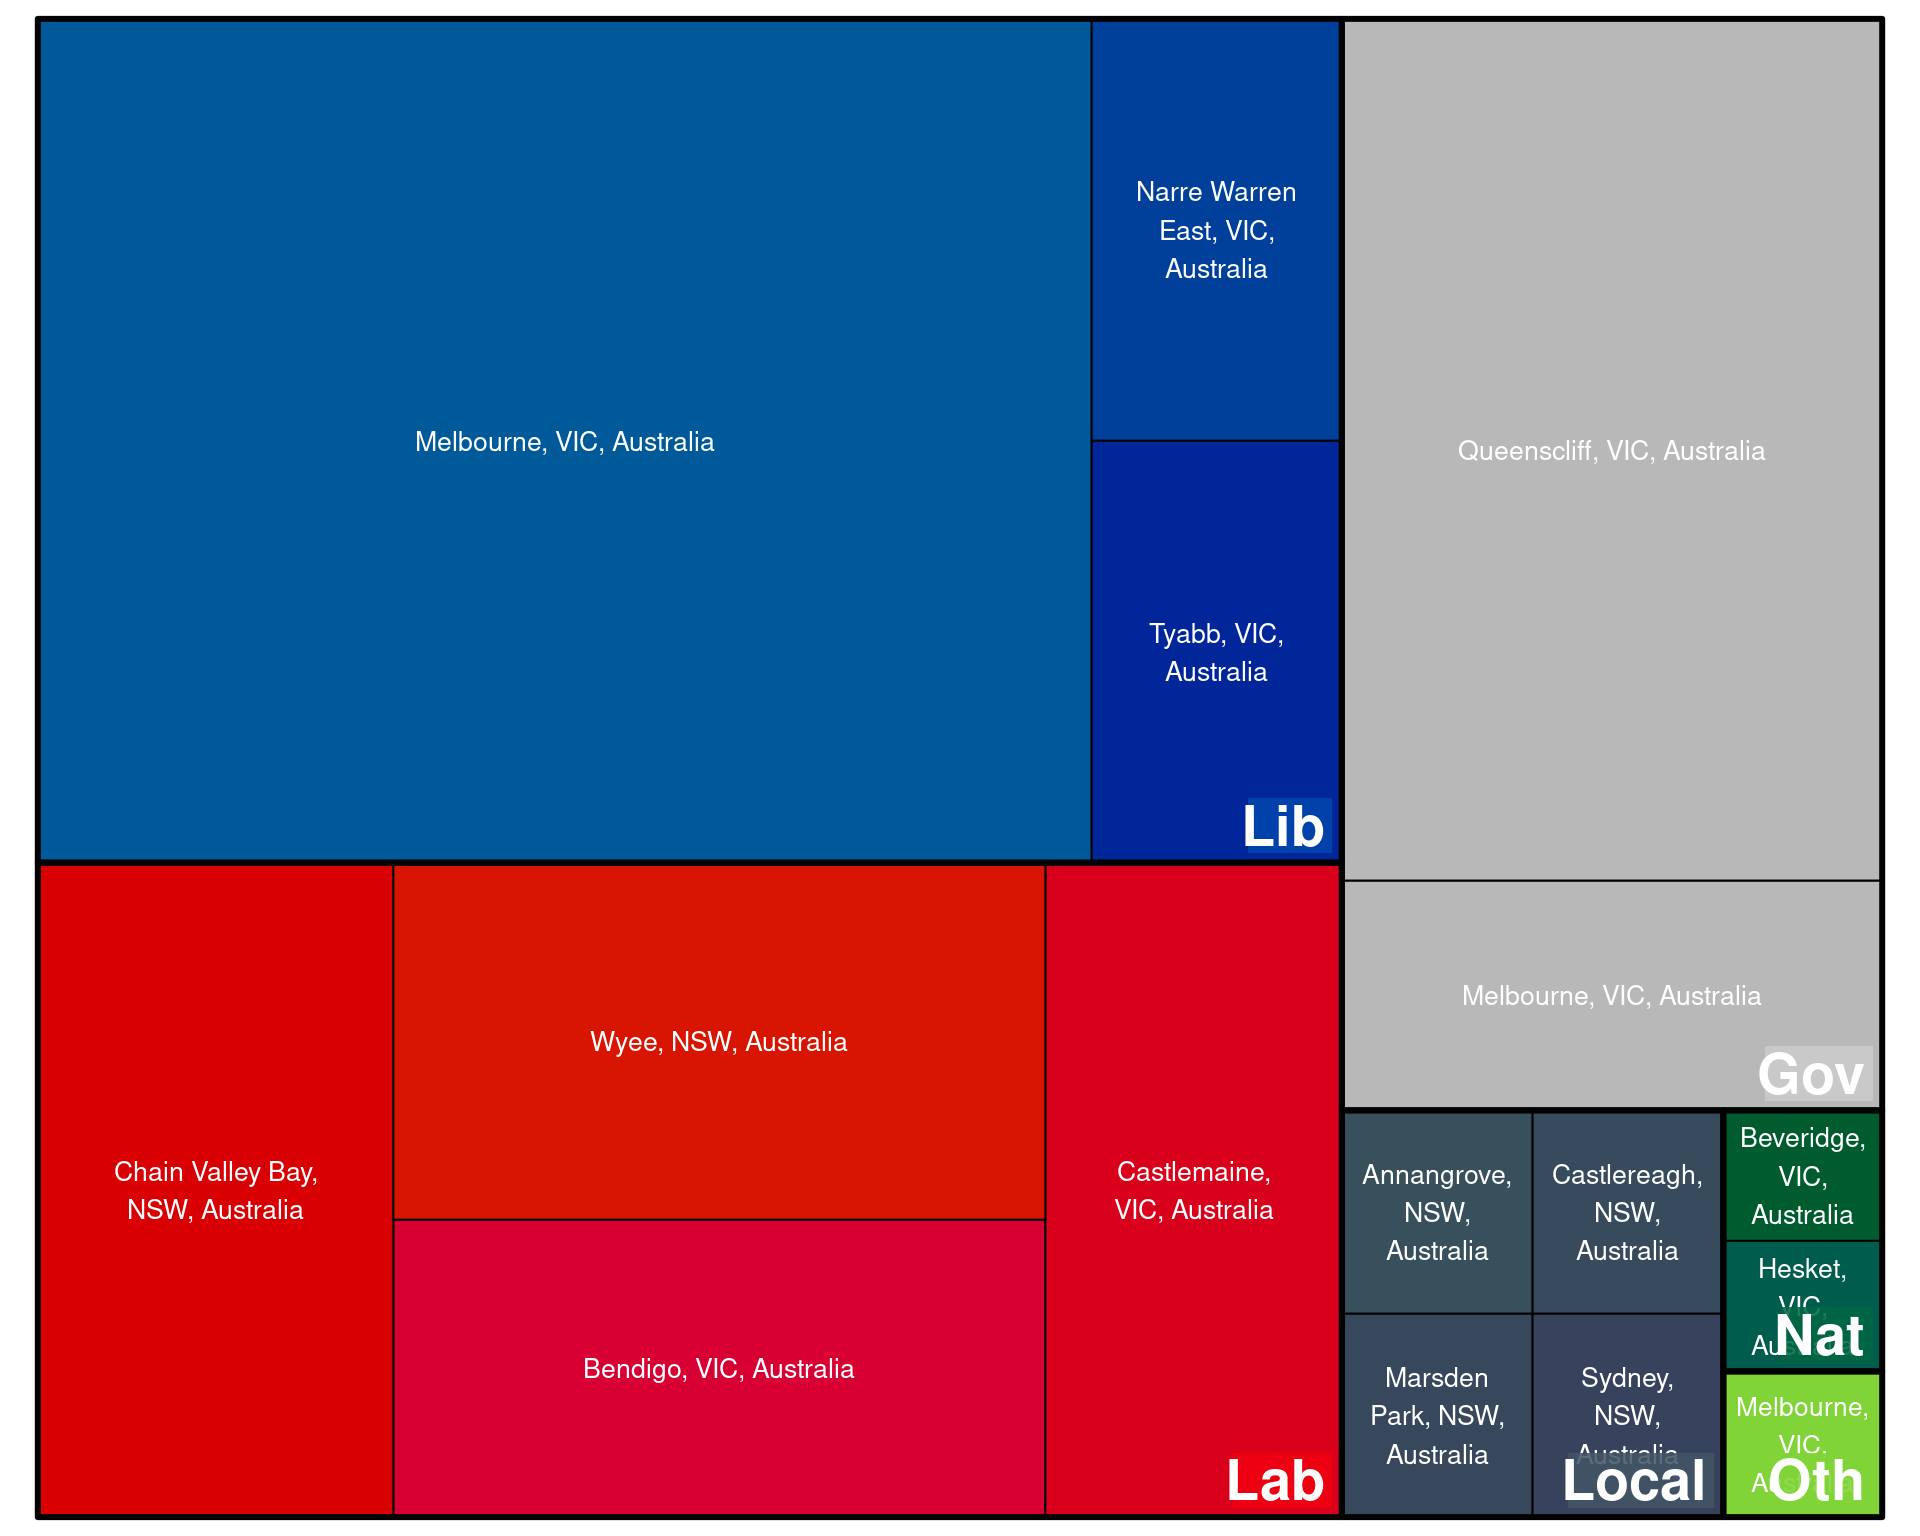 Melbourne, VIC, Australia
Narre Warren
East, VIC,
Australia
Tyabb, VIC,
Australia
Lib
Queenscliff, VIC, Australia
Melbourne, VIC, Australia
Gov
Chain Valley Bay,
NSW, Australia
Wyee, NSW, Australia
Bendigo, VIC, Australia
Castlemaine,
VIC, Australia
Lab
Annangrove,
NSW,
Australia
Castlereagh,
NSW,
Australia
Marsden
Park, NSW,
Australia
Sydney,
NSW,
Australia
Local
Beveridge,
VIC,
Australia
Hesket,
VIC,
Nat
Melbourne,
VIC,
Oth